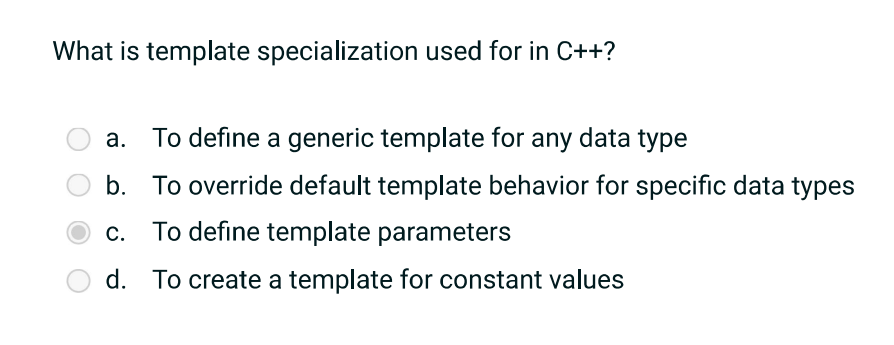 What is template specialization used for in C++?
a. To define a generic template for any data type
b. To override default template behavior for specific data types
c. To define template parameters
d. To create a template for constant values